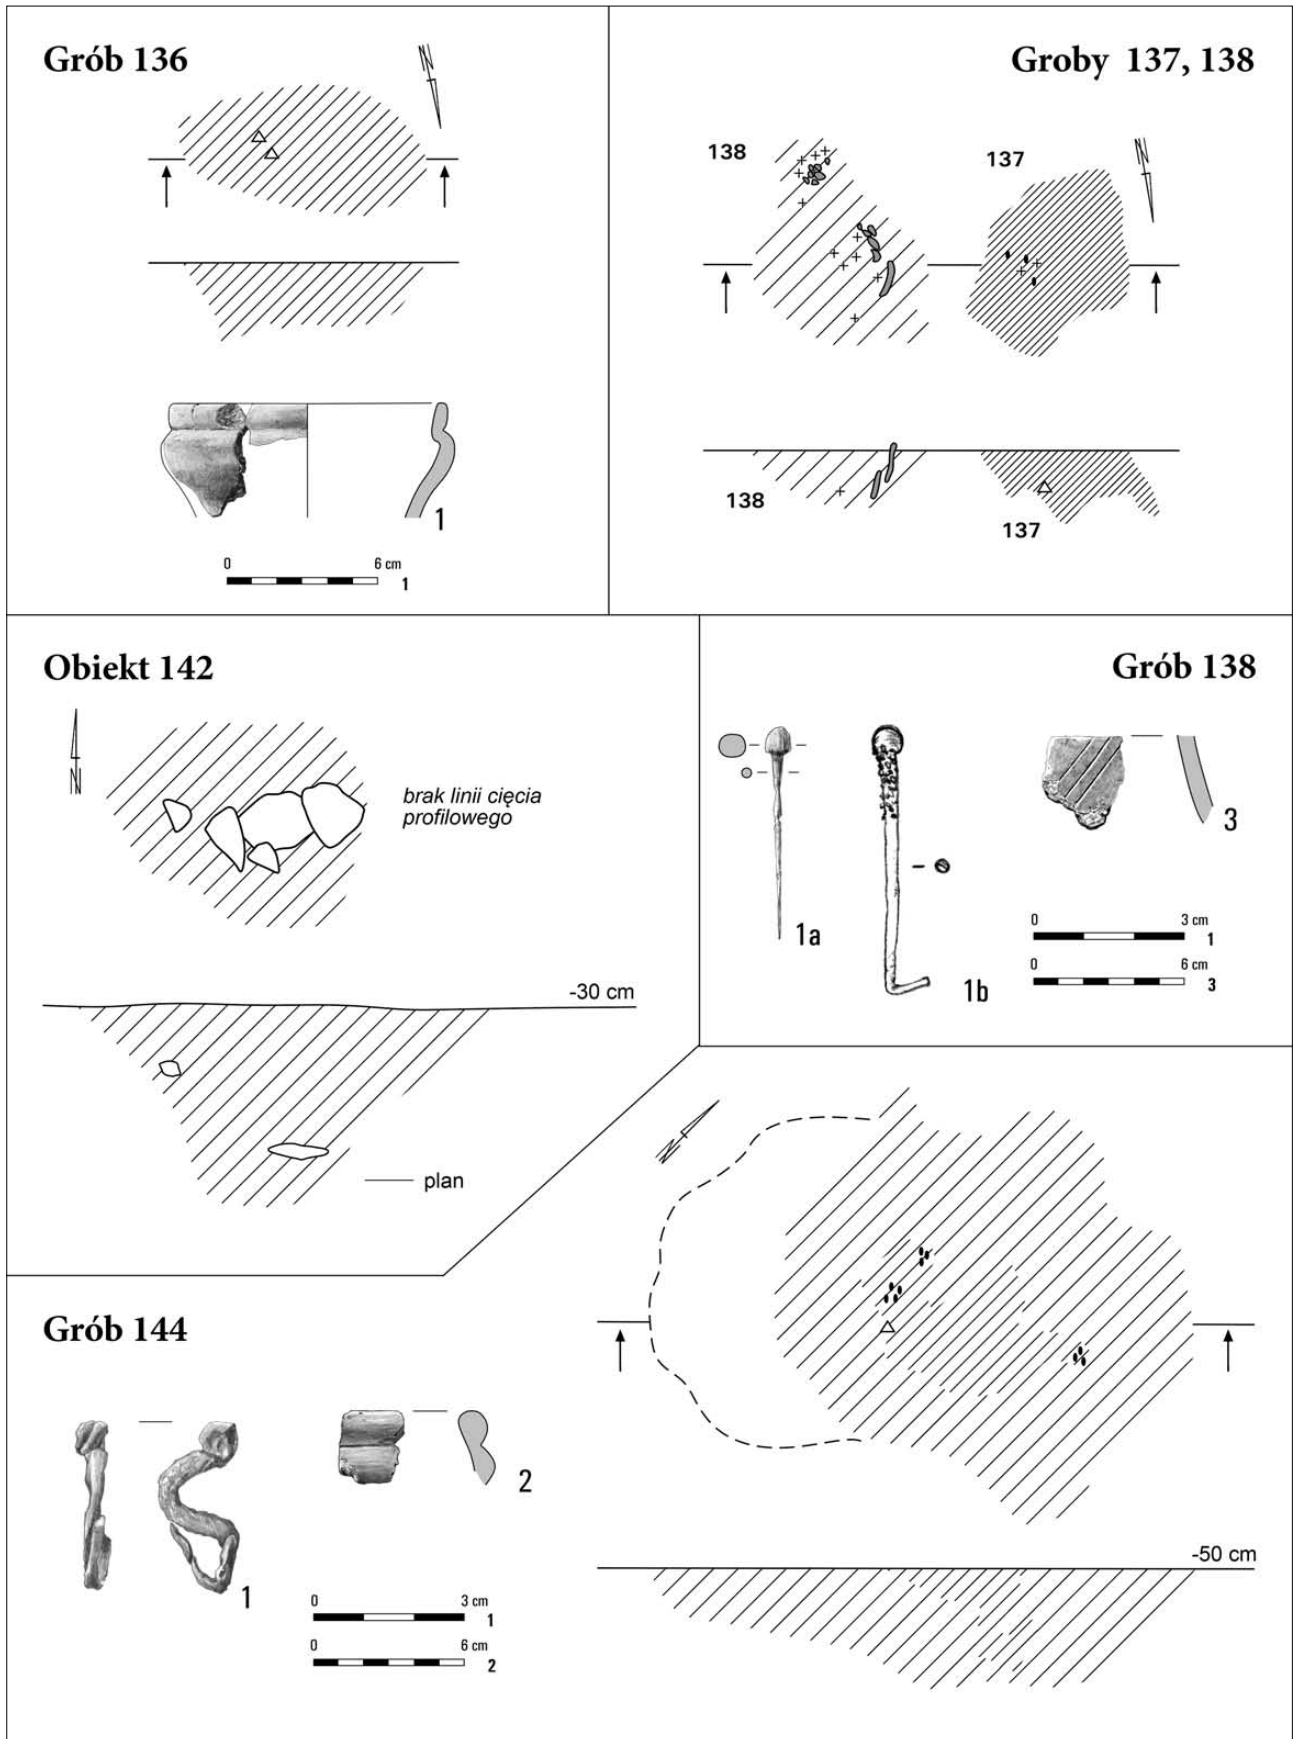 Grób 136
N
1
0 6 cm
1
Groby 137, 138
N
138
137
138
137
Obiekt 142
N
brak linii cięcia
profilowego
-30 cm
plan
Grób 138
1a
1b
3
0 3 cm
1
0 6 cm
3
Grób 144
N
1
2
0 3 cm
1
0 6 cm
2
-50 cm